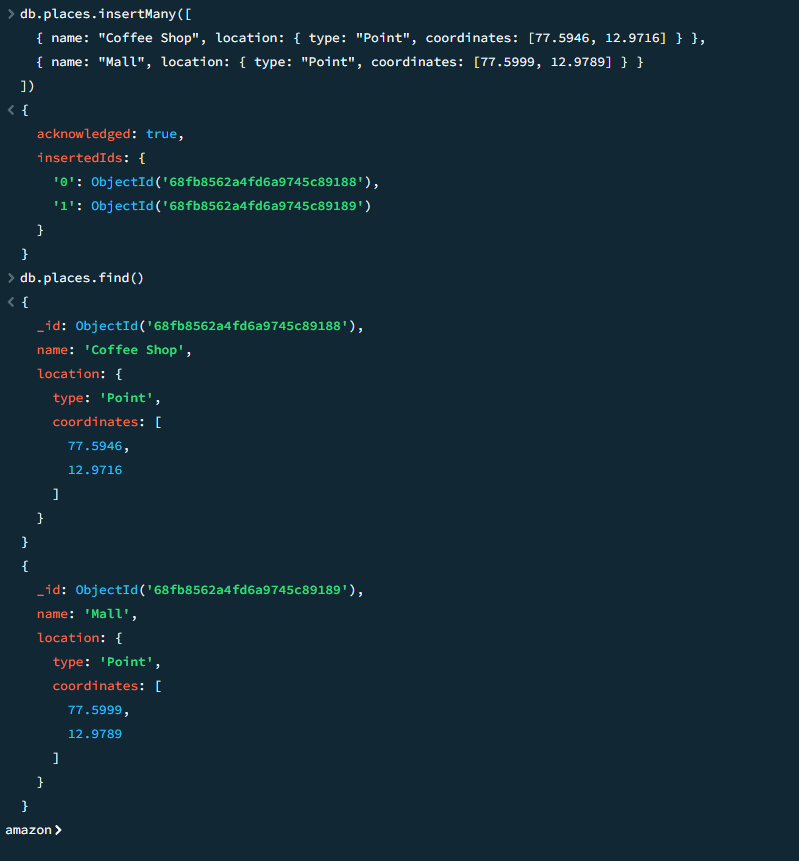 > db.places.insertMany([
{ name: "Coffee Shop", location: { type: "Point", coordinates: [77.5946, 12.9716] } },
{ name: "Mall", location: { type: "Point", coordinates: [77.5999, 12.9789] } }
])
< {
acknowledged: true,
insertedIds: {
'0': ObjectId('68fb8562a4fd6a9745c89188'),
'1': ObjectId('68fb8562a4fd6a9745c89189')
}
}
> db.places.find()
< {
_id: ObjectId('68fb8562a4fd6a9745c89188'),
name: 'Coffee Shop',
location: {
type: 'Point',
coordinates: [
77.5946,
12.9716
]
}
}
{
_id: ObjectId('68fb8562a4fd6a9745c89189'),
name: 'Mall',
location: {
type: 'Point',
coordinates: [
77.5999,
12.9789
]
}
}
amazon>